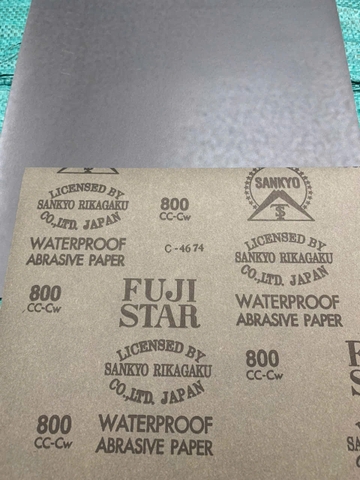 LICENSED BY
SANKYO RIKAGAKU
CO.,LTD. JAPAN
800
CC-Cw
SANKYO
WATERPROOF
ABRASIVE PAPER
C-4674
LICENSED BY
SANKYO RIKAGAKU
CO.,LTD. JAPAN
800
CC-Cw
FUJI
STAR
WATERPROOF
ABRASIVE PAPER
LICENSED BY
SANKYO RIKAGAKU
CO.,LTD. JAPAN
800
CC-Cw
800
CC-Cw
WATERPROOF
ABRASIVE PAPER